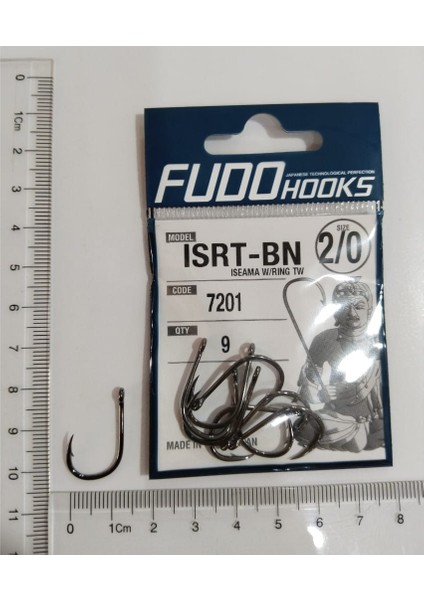 FUDO HOOKS
JAPANESE TECHNOLOGICAL PERFECTION
MODEL
ISRT-BN
ISEAMA W/RING TW
SIZE
2/0
CODE
7201
QTY
9
MADE IN
AN
0
1Cm
2
3
4
5
6
7
8
9
10
11
0
1Cm
2
3
4
5
6
7
8